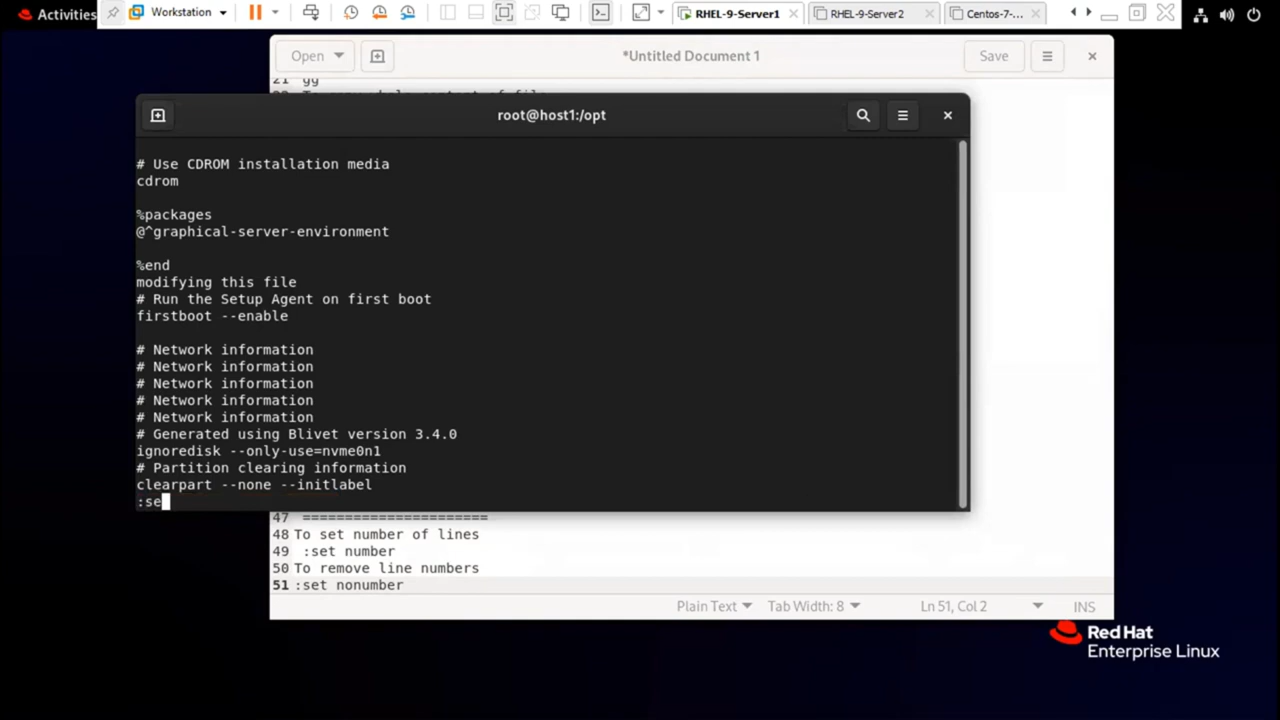 Activities
Workstation
RHEL-9-Server1
RHEL-9-Server2
Centos-7-...
Open
*Untitled Document 1
Save
21 gg
root@host1:/opt
# Use CDROM installation media
cdrom
%packages
@^graphical-server-environment
%end
modifying this file
# Run the Setup Agent on first boot
firstboot --enable
# Network information
# Network information
# Network information
# Network information
# Network information
# Generated using Blivet version 3.4.0
ignoredisk --only-use=nvme0n1
# Partition clearing information
clearpart --none --initlabel
:se
47 ======================
48 To set number of lines
49 :set number
50 To remove line numbers
51 :set nonumber
Plain Text
Tab Width: 8
Ln 51, Col 2
INS
Red Hat
Enterprise Linux